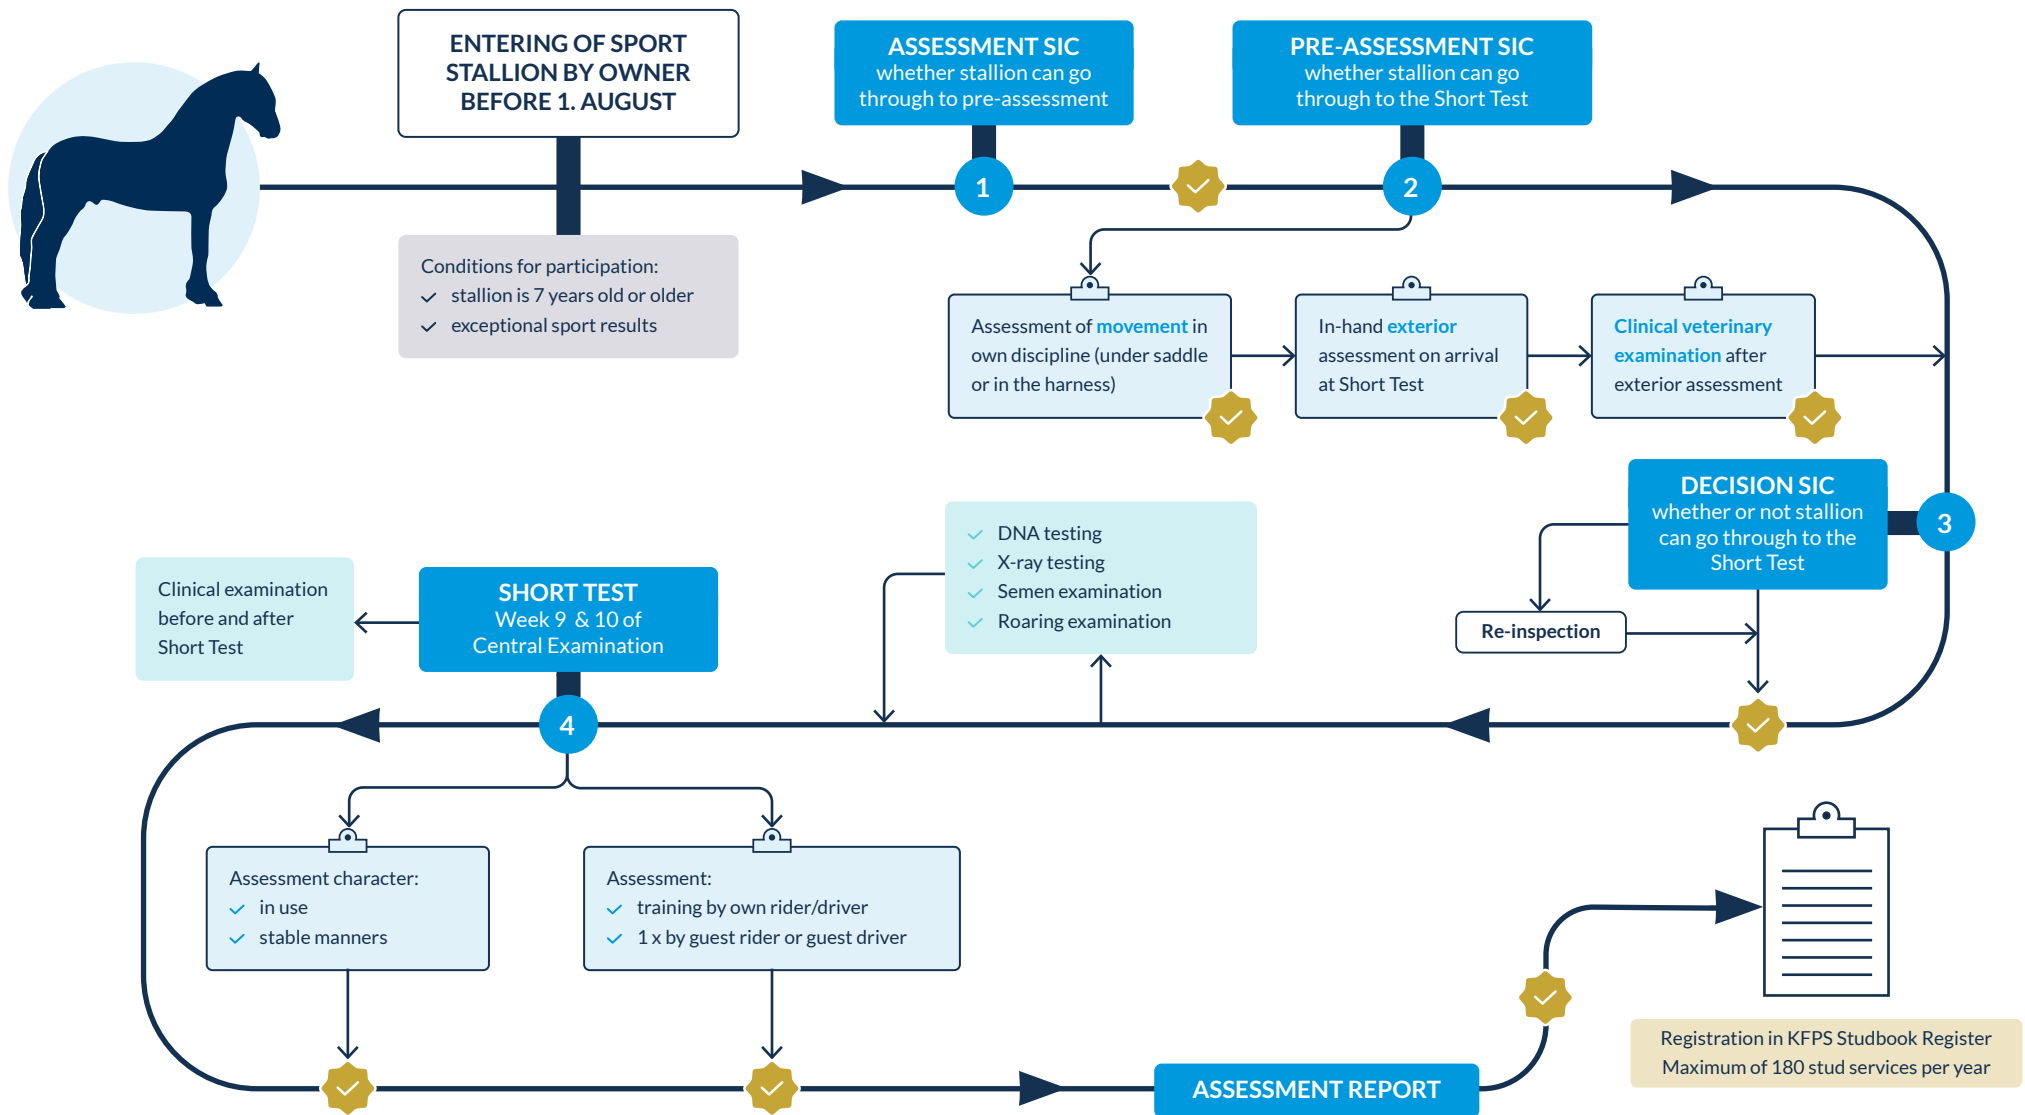 ENTERING OF SPORT
STALLION BY OWNER
BEFORE 1. AUGUST
Conditions for participation:
stallion is 7 years old or older
exceptional sport results
ASSESSMENT SIC
whether stallion can go
through to pre-assessment
1
PRE-ASSESSMENT SIC
whether stallion can go
through to the Short Test
2
Assessment of movement in
own discipline (under saddle
or in the harness)
In-hand exterior
assessment on arrival
at Short Test
Clinical veterinary
examination after
exterior assessment
DECISION SIC
whether or not stallion
can go through to the
Short Test
3
Re-inspection
DNA testing
X-ray testing
Semen examination
Roaring examination
SHORT TEST
Week 9 & 10 of
Central Examination
4
Clinical examination
before and after
Short Test
Assessment character:
in use
stable manners
Assessment:
training by own rider/driver
1 x by guest rider or guest driver
ASSESSMENT REPORT
Registration in KFPS Studbook Register
Maximum of 180 stud services per year